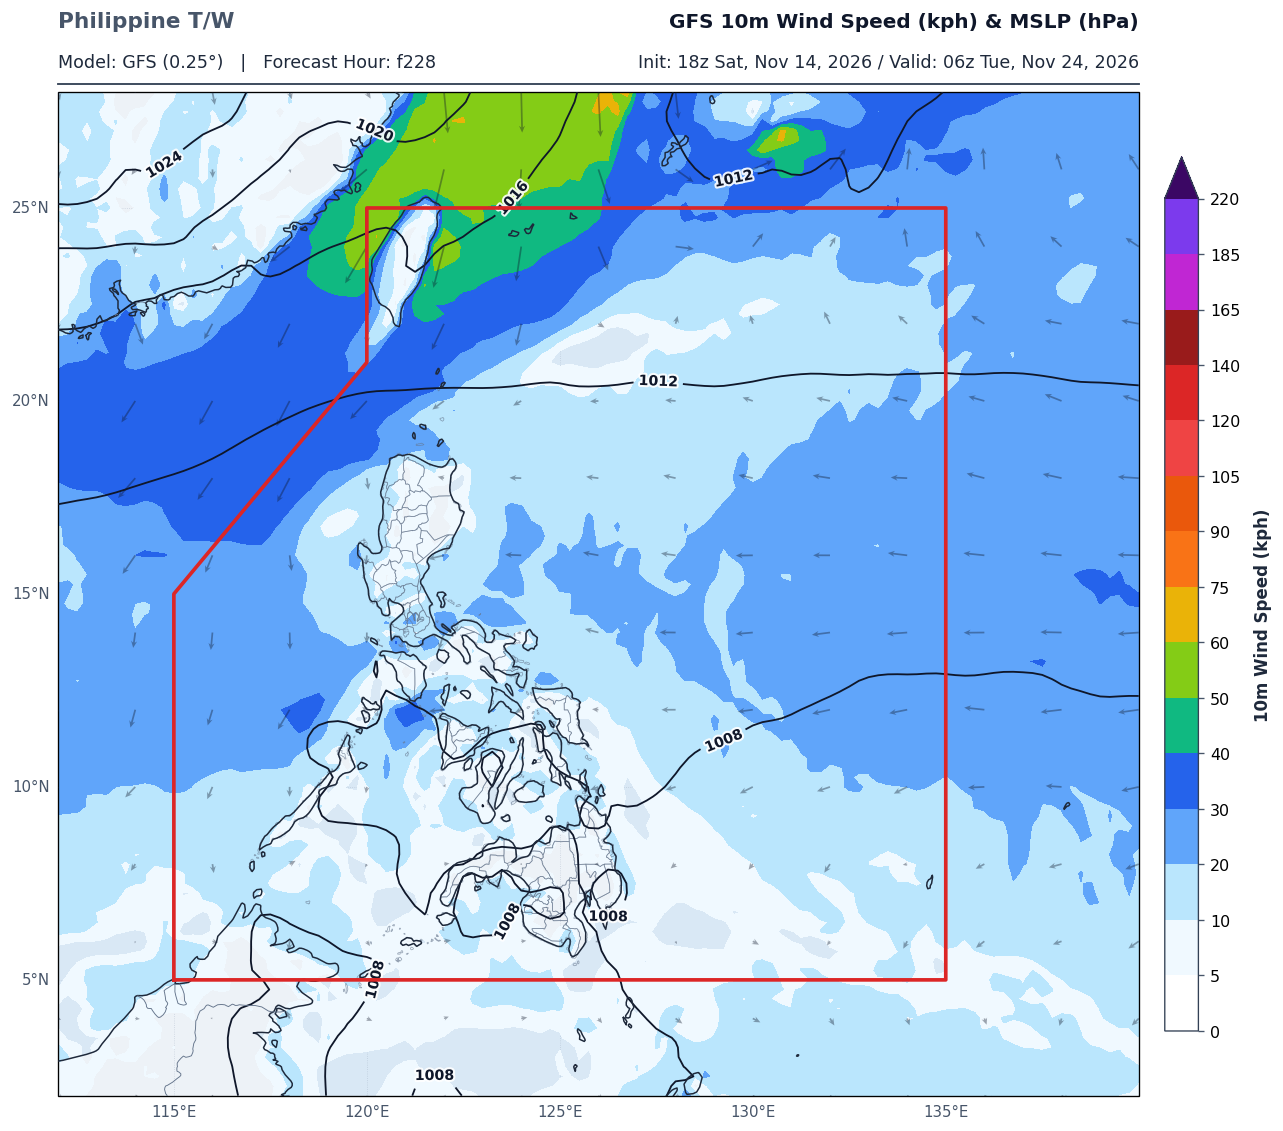 Philippine T/W
GFS 10m Wind Speed (kph) & MSLP (hPa)
Model: GFS (0.25°) | Forecast Hour: f228
Init: 18z Sat, Nov 14, 2026 / Valid: 06z Tue, Nov 24, 2026
1020
1024
1016
1012
1012
1008
1008
1008
1008
1008
25°N
20°N
15°N
10°N
5°N
115°E
120°E
125°E
130°E
135°E
220
185
165
140
120
105
90
75
60
50
40
30
20
10
5
0
10m Wind Speed (kph)